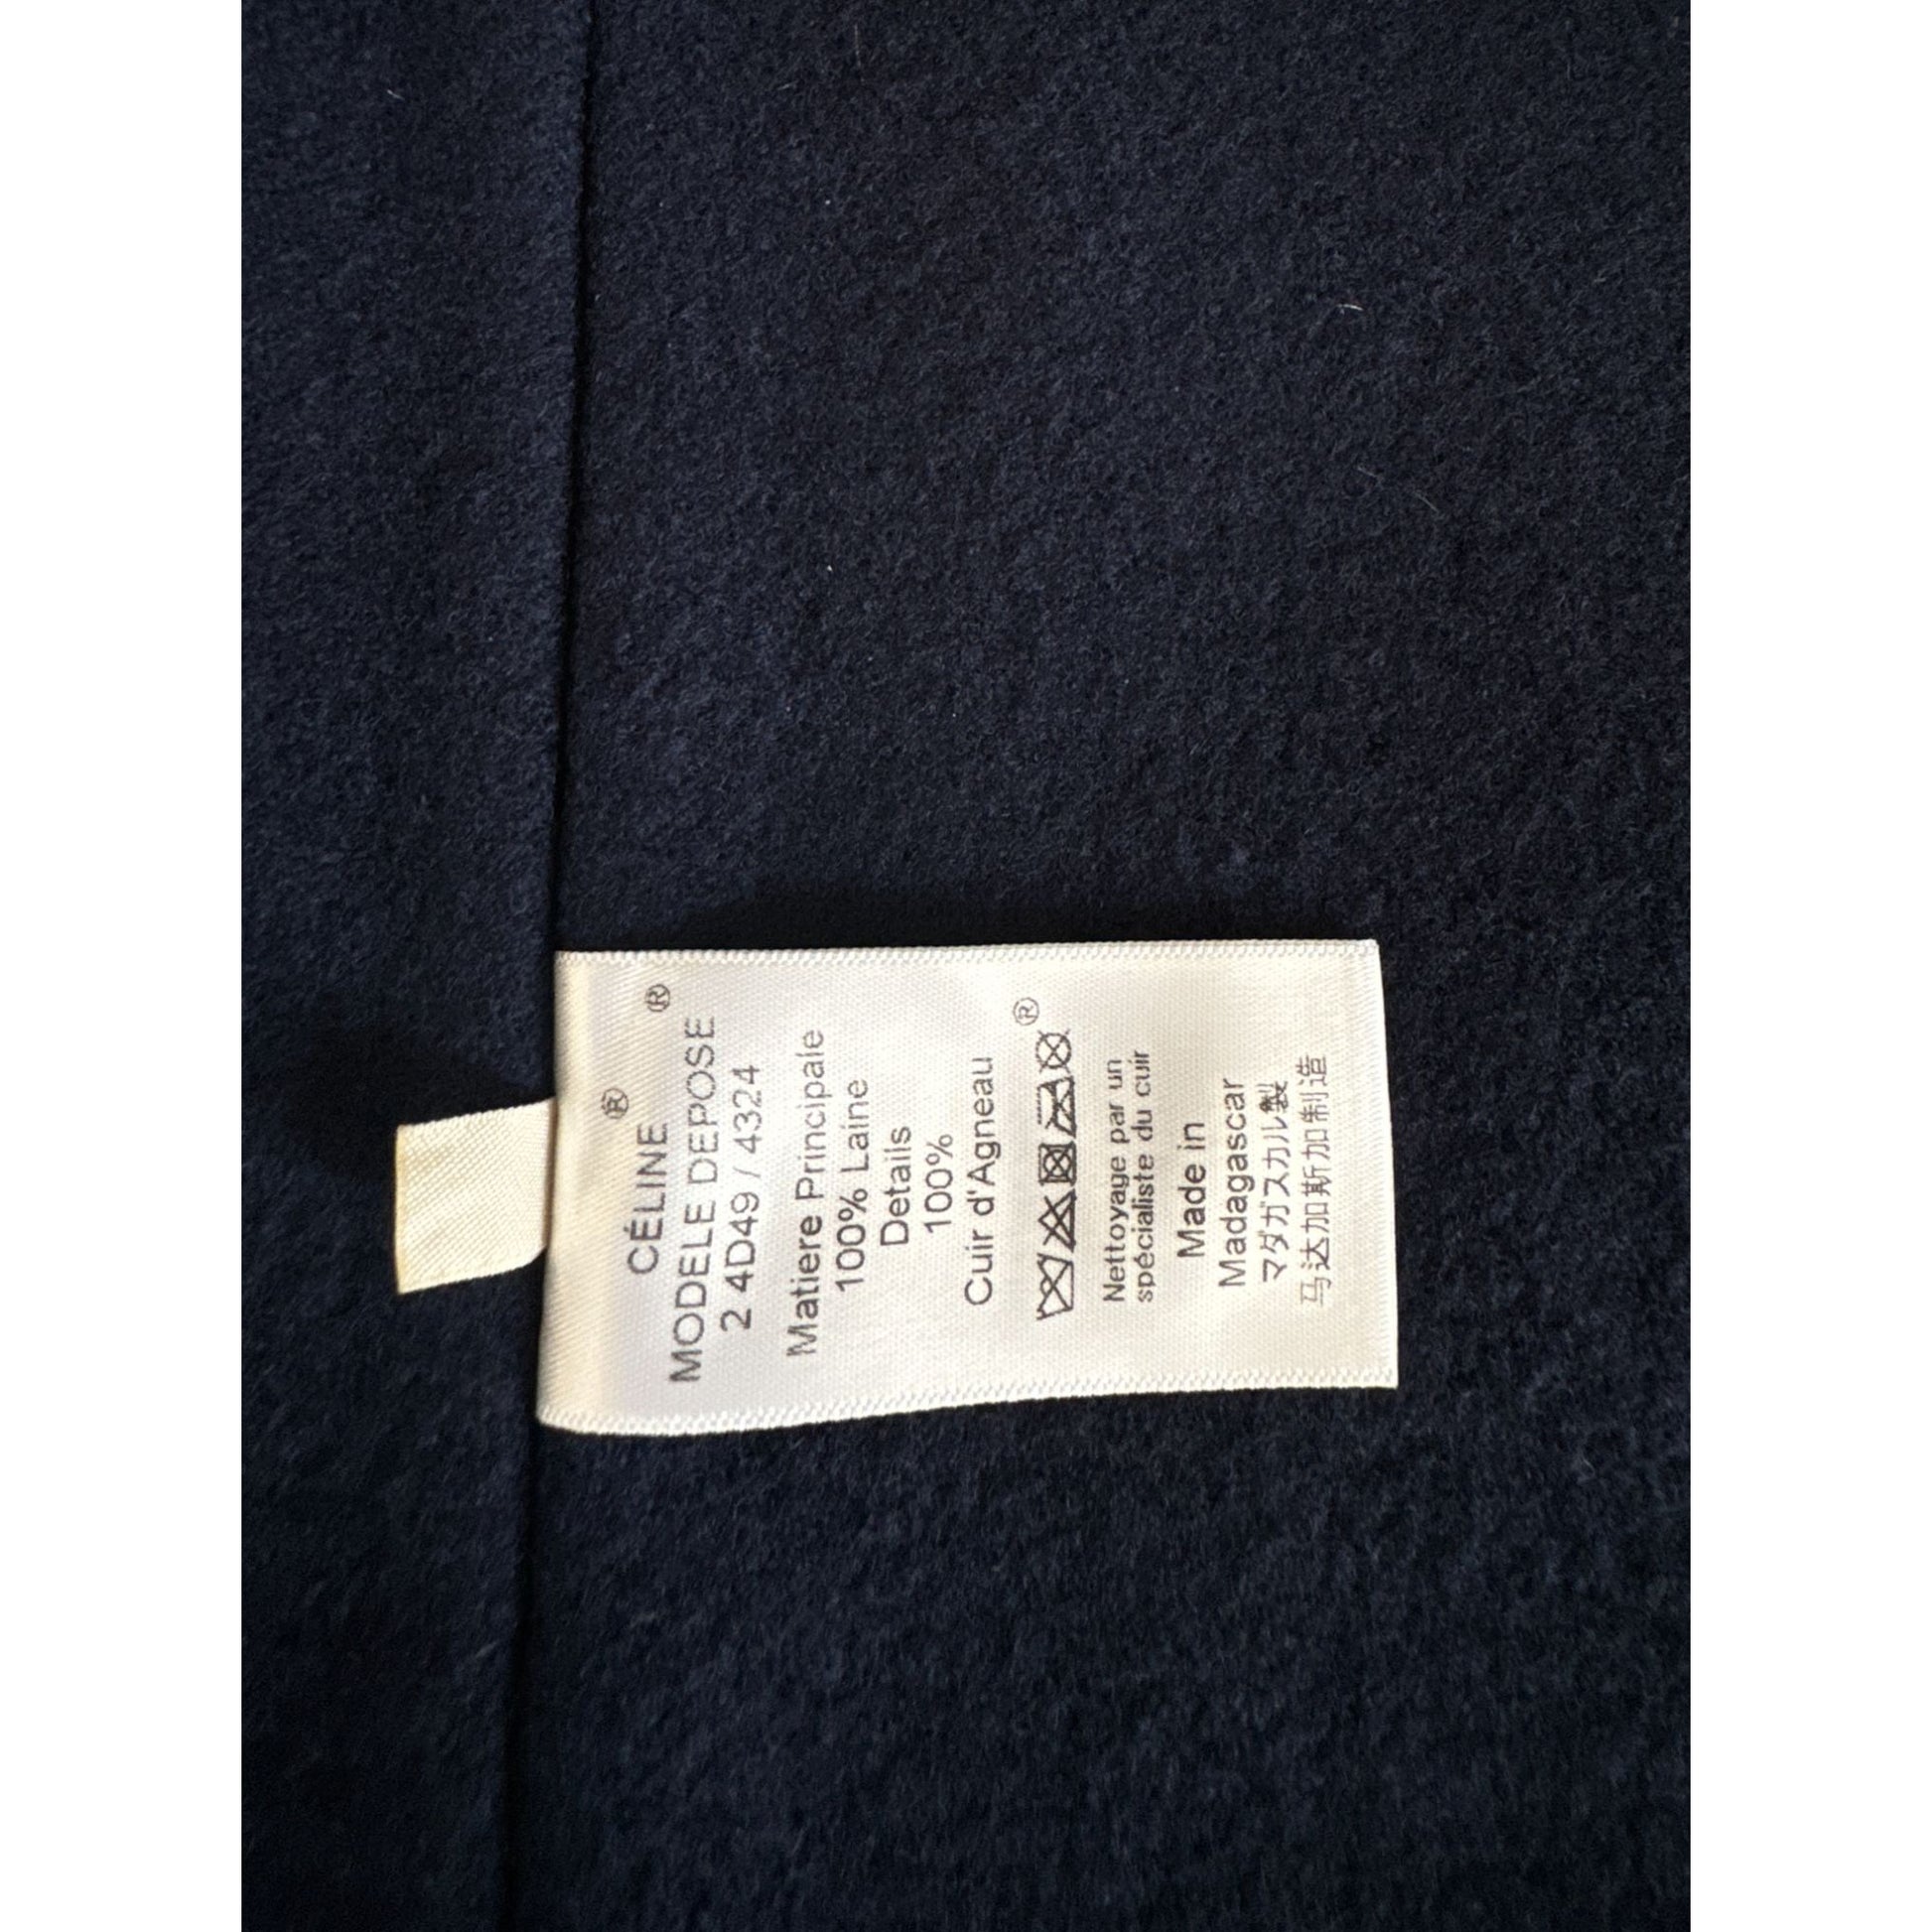 ®
CÉLINE
®
MODELE DEPOSE
2 4D49 / 4324
Matiere Principale
100% Laine
Details
100%
Cuir d'Agneau
®
Nettoyage par un
spécialiste du cuir
Made in
Madagascar
マダガスカル製
马达加斯加制造